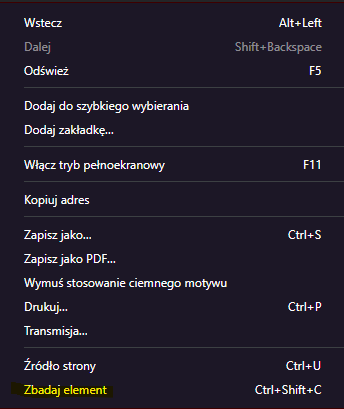 Wstecz Alt+Left
Dalej Shift+Backspace
Odśwież F5
Dodaj do szybkiego wybierania
Dodaj zakładkę...
Włącz tryb pełnoekranowy F11
Kopiuj adres
Zapisz jako... Ctrl+S
Zapisz jako PDF...
Wymuś stosowanie ciemnego motywu
Drukuj... Ctrl+P
Transmisja...
Źródło strony Ctrl+U
Zbadaj element Ctrl+Shift+C